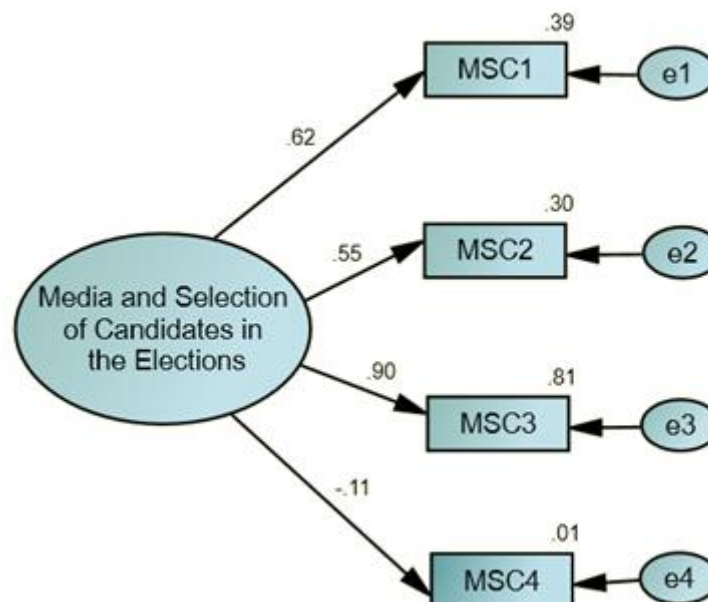 .39
MSC1
e1
.62
.30
MSC2
e2
.55
Media and Selection
of Candidates in
the Elections
.90
.81
MSC3
e3
-.11
.01
MSC4
e4